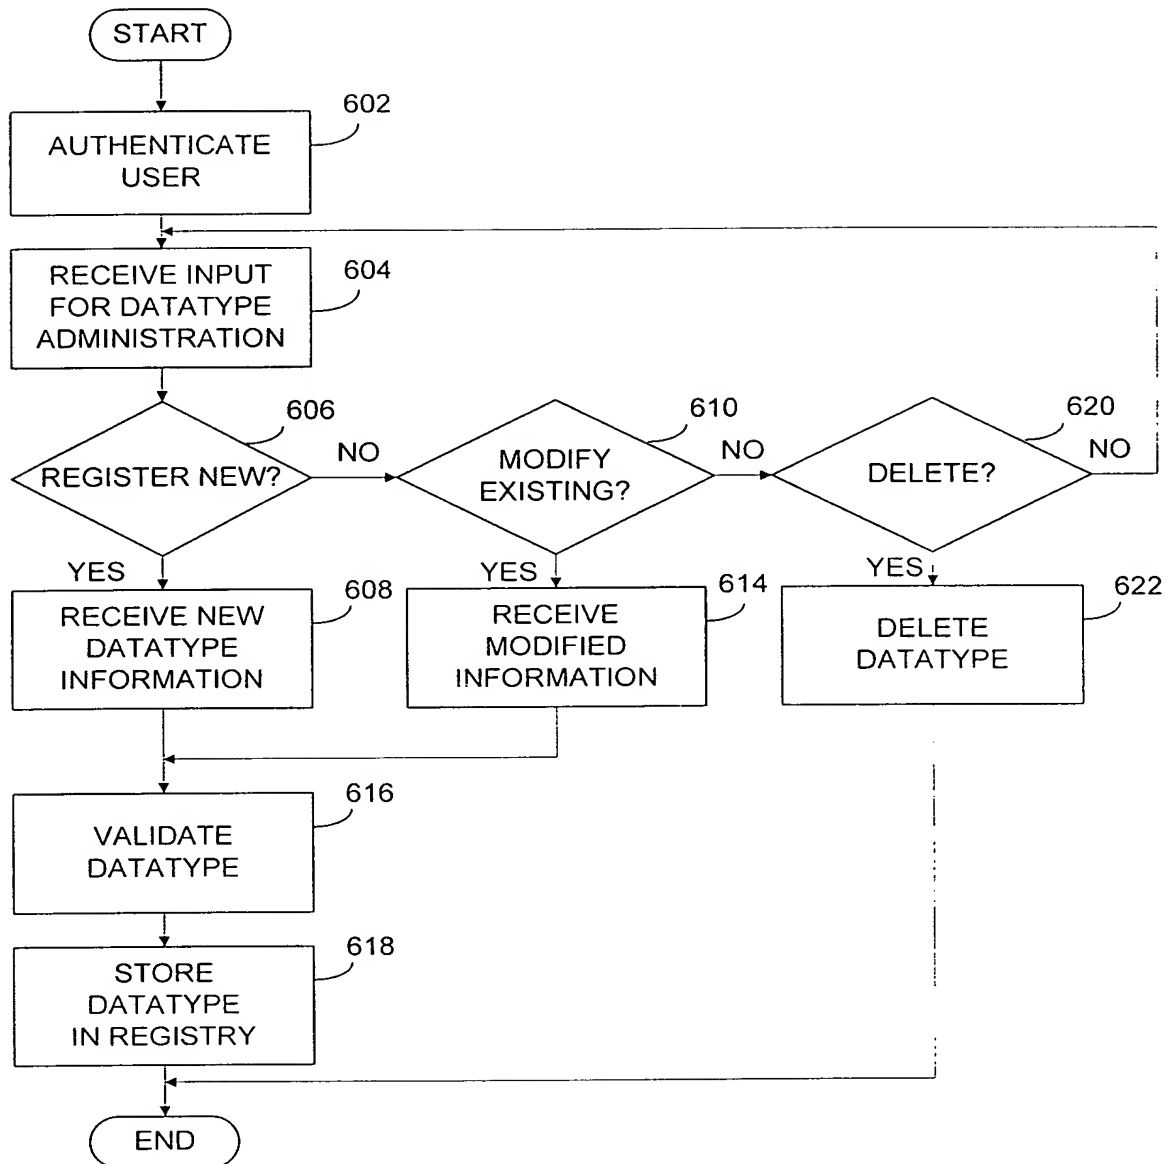 START
602
AUTHENTICATE
USER
604
RECEIVE INPUT
FOR DATATYPE
ADMINISTRATION
606
REGISTER NEW?
NO
610
MODIFY
EXISTING?
NO
620
DELETE?
NO
YES
608
RECEIVE NEW
DATATYPE
INFORMATION
YES
614
RECEIVE
MODIFIED
INFORMATION
YES
622
DELETE
DATATYPE
616
VALIDATE
DATATYPE
618
STORE
DATATYPE
IN REGISTRY
END